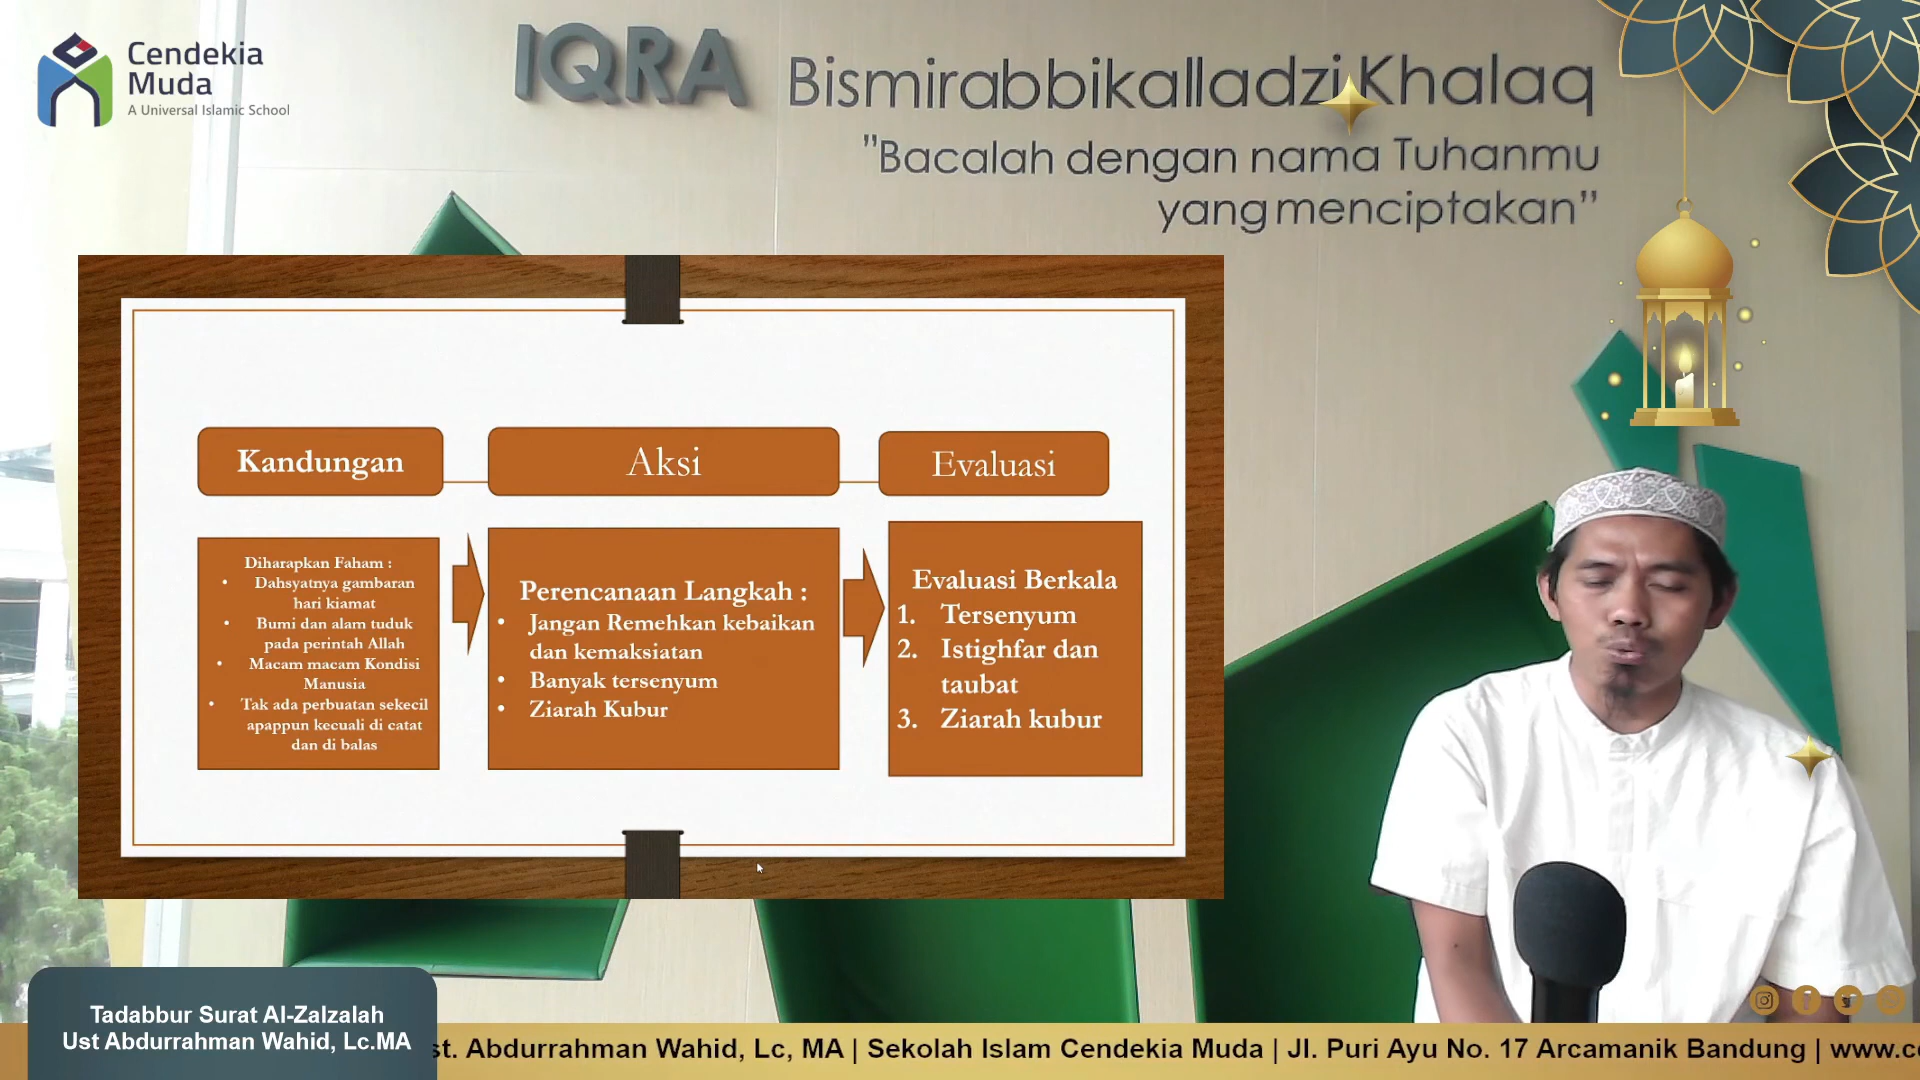 Cendekia
Muda
A Universal Islamic School
IQRA
Bismirabbikalladzi Khalaq
"Bacalah dengan nama Tuhanmu
yang menciptakan"
Kandungan
Aksi
Evaluasi
Diharapkan Faham :
• Dahsyatnya gambaran
hari kiamat
• Bumi dan alam tuduk
pada perintah Allah
• Macam macam Kondisi
Manusia
• Tak ada perbuatan sekecil
apappun kecuali di catat
dan di balas
Perencanaan Langkah :
• Jangan Remehkan kebaikan
dan kemaksiatan
• Banyak tersenyum
• Ziarah Kubur
Evaluasi Berkala
1. Tersenyum
2. Istighfar dan
taubat
3. Ziarah kubur
Tadabbur Surat Al-Zalzalah
Ust Abdurrahman Wahid, Lc.MA
st. Abdurrahman Wahid, Lc, MA | Sekolah Islam Cendekia Muda | Jl. Puri Ayu No. 17 Arcamanik Bandung | www.c